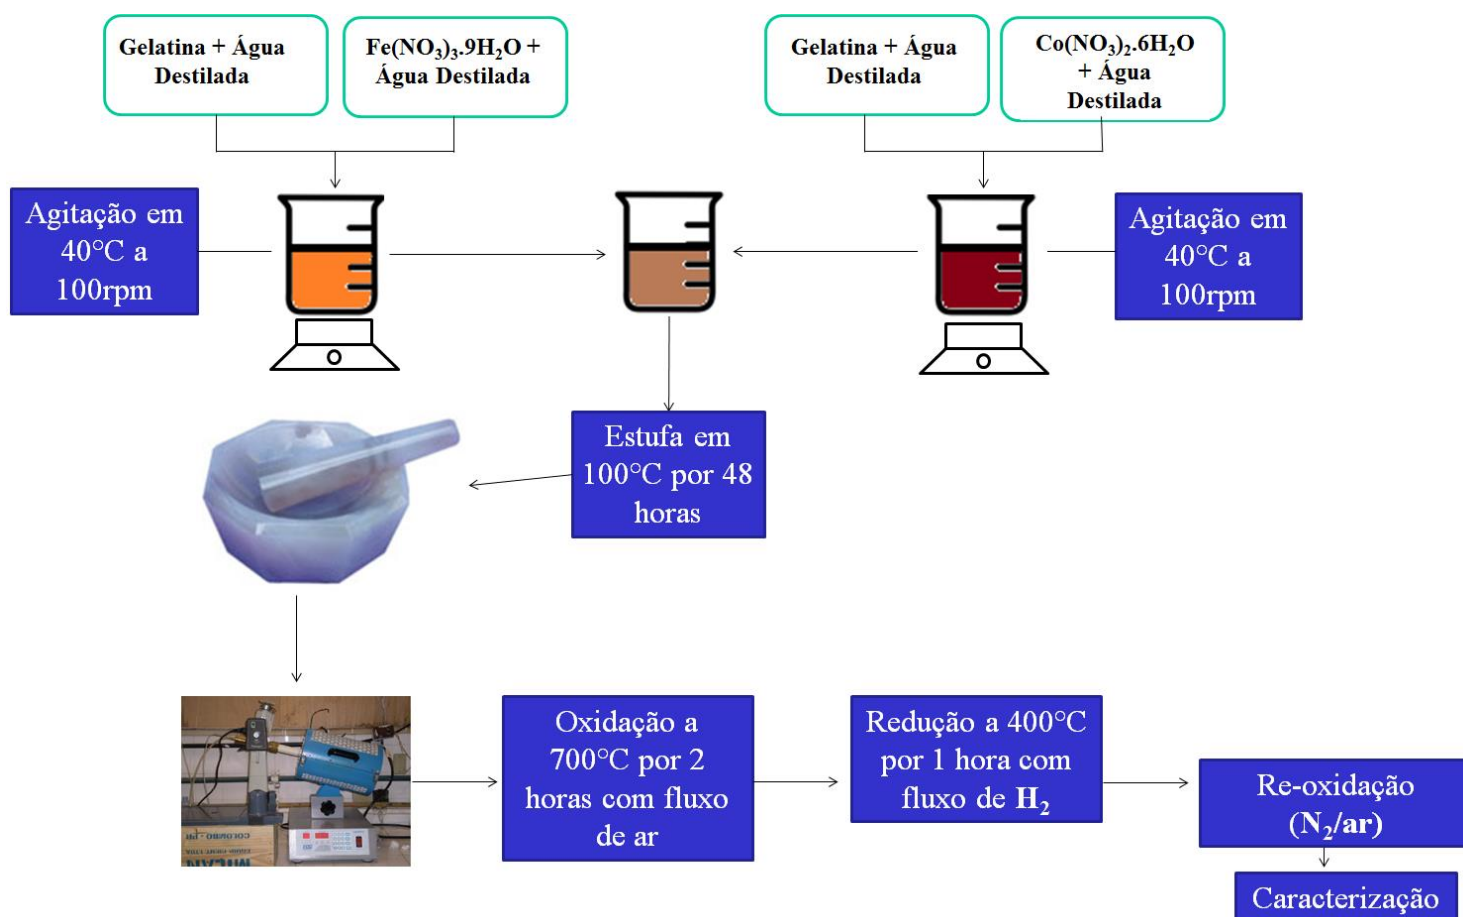 Gelatina + Água
Destilada
Fe(NO₃)₃.9H₂O +
Água Destilada
Gelatina + Água
Destilada
Co(NO₃)₂.6H₂O
+ Água
Destilada
Agitação em
40°C a
100rpm
Agitação em
40°C a
100rpm
Estufa em
100°C por 48
horas
COLOMBO - PR
Oxidação a
700°C por 2
horas com fluxo
de ar
Redução a 400°C
por 1 hora com
fluxo de H₂
Re-oxidação
(N₂/ar)
Caracterização